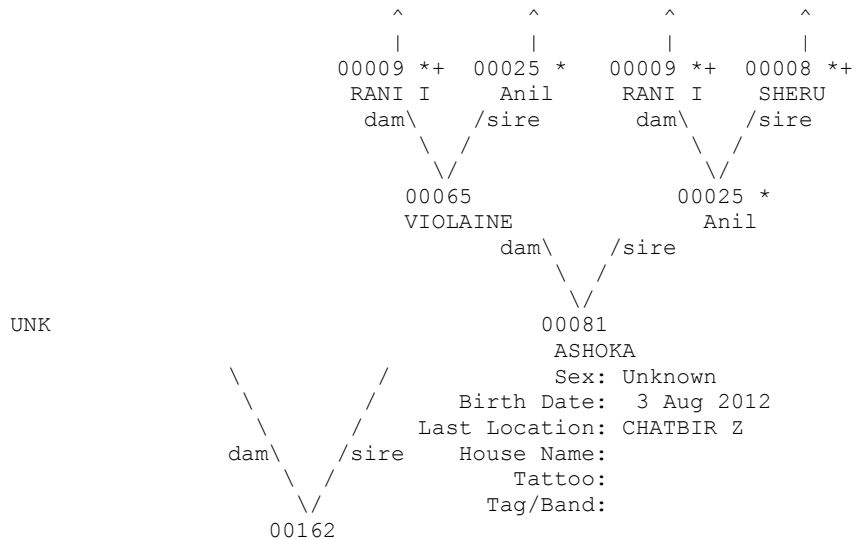 ^ ^ ^ ^
| | | |
00009 *+ 00025 * 00009 *+ 00008 *+
RANI I Anil RANI I SHERU
dam\ /sire dam\ /sire
\ / \ /
\/ \/
00065 00025 *
VIOLAINE Anil
dam\ /sire
\ /
\/
UNK 00081
ASHOKA
\ / Sex: Unknown
\ / Birth Date: 3 Aug 2012
\ / Last Location: CHATBIR Z
dam\ /sire House Name:
\ / Tattoo:
\/ Tag/Band:
00162